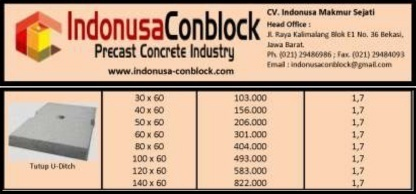 IndonusaConblock
Precast Concrete Industry
www.indonusa-conblock.com
CV. Indonusa Makmur Sejati
Head Office :
Jl. Raya Kalimalang Blok E1 No. 36 Bekasi,
Jawa Barat.
Ph. (021) 29486986 ; Fax. (021) 29484093
Email : indonusaconblock@gmail.com
30 x 60 103.000 1,7
40 x 60 156.000 1,7
50 x 60 206.000 1,7
60 x 60 301.000 1,7
80 x 60 404.000 1,7
100 x 60 493.000 1,7
120 x 60 583.000 1,7
140 x 60 822.000 1,7
Tutup U-Ditch